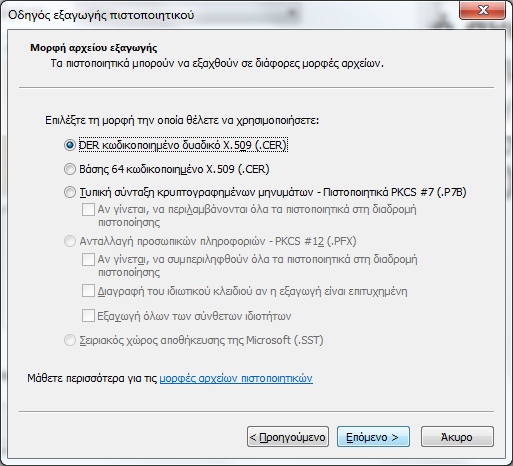 Οδηγός εξαγωγής πιστοποιητικού
Μορφή αρχείου εξαγωγής
Τα πιστοποιητικά μπορούν να εξαχθούν σε διάφορες μορφές αρχείων.
Επιλέξτε τη μορφή την οποία θέλετε να χρησιμοποιήσετε:
DER κωδικοποιημένο δυαδικό X.509 (.CER)
Βάσης 64 κωδικοποιημένο X.509 (.CER)
Τυπική σύνταξη κρυπτογραφημένων μηνυμάτων - Πιστοποιητικά PKCS #7 (.P7B)
Αν γίνεται, να περιλαμβάνονται όλα τα πιστοποιητικά στη διαδρομή
πιστοποίησης
Ανταλλαγή προσωπικών πληροφοριών - PKCS #12 (.PFX)
Αν γίνεται, να συμπεριληφθούν όλα τα πιστοποιητικά στη διαδρομή
πιστοποίησης
Διαγραφή του ιδιωτικού κλειδιού αν η εξαγωγή είναι επιτυχημένη
Εξαγωγή όλων των σύνθετων ιδιοτήτων
Σειριακός χώρος αποθήκευσης της Microsoft (.SST)
Μάθετε περισσότερα για τις μορφές αρχείων πιστοποιητικών
< Προηγούμενο Επόμενο > Άκυρο